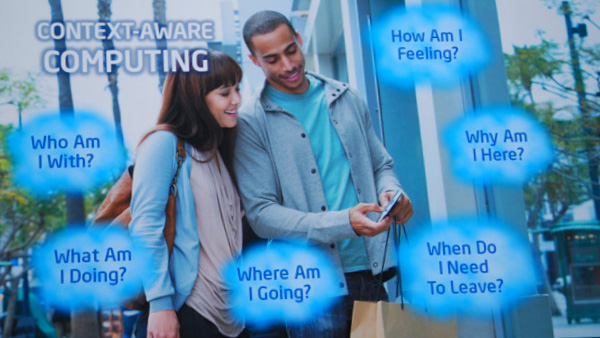 CONTEXT-AWARE
COMPUTING
How Am I
Feeling?
Who Am
I With?
Why Am
I Here?
What Am
I Doing?
Where Am
I Going?
When Do
I Need
To Leave?